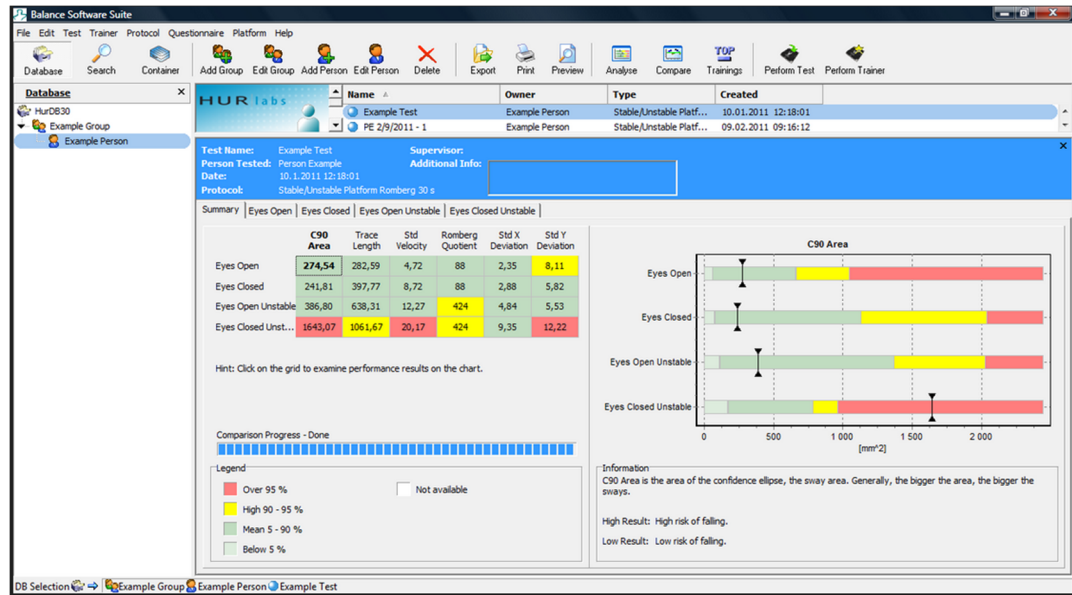 Balance Software Suite
File Edit Test Trainer Protocol Questionnaire Platform Help
Database Search Container Add Group Edit Group Add Person Edit Person Delete Export Print Preview Analyse Compare TOP Trainings Perform Test Perform Trainer
Database
HurDB30
Example Group
Example Person
HUR labs
Name Owner Type Created
Example Test Example Person Stable/Unstable Platf... 10.01.2011 12:18:01
PE 2/9/2011 - 1 Example Person Stable/Unstable Platf... 09.02.2011 09:16:12
Test Name: Example Test Supervisor:
Person Tested: Person Example Additional Info:
Date: 10.1.2011 12:18:01
Protocol: Stable/Unstable Platform Romberg 30 s
Summary Eyes Open Eyes Closed Eyes Open Unstable Eyes Closed Unstable
C90 Area Trace Length Std Velocity Romberg Quotient Std X Deviation Std Y Deviation
Eyes Open 274,54 282,59 4,72 88 2,35 8,11
Eyes Closed 241,81 397,77 8,72 88 2,88 5,82
Eyes Open Unstable 386,80 638,31 12,27 424 4,84 5,53
Eyes Closed Unst... 1643,07 1061,67 20,17 424 9,35 12,22
Hint: Click on the grid to examine performance results on the chart.
Comparison Progress - Done
Legend
Over 95 % Not available
High 90 - 95 %
Mean 5 - 90 %
Below 5 %
C90 Area
Eyes Open
Eyes Closed
Eyes Open Unstable
Eyes Closed Unstable
0 500 1 000 1 500 2 000
[mm^2]
Information
C90 Area is the area of the confidence ellipse, the sway area. Generally, the bigger the area, the bigger the
sways.
High Result: High risk of falling.
Low Result: Low risk of falling.
DB Selection Example Group Example Person Example Test